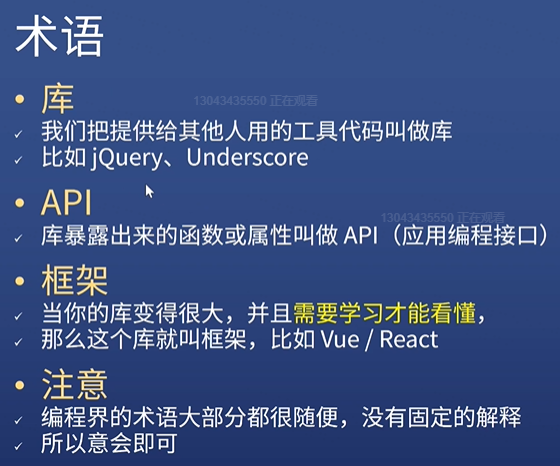 术语
• 库
13043435550 正在观看
✓ 我们把提供给其他人用的工具代码叫做库
✓ 比如 jQuery、Underscore
• API
13043435550 正在观看
✓ 库暴露出来的函数或属性叫做 API（应用编程接口）
• 框架
✓ 当你的库变得很大，并且需要学习才能看懂，
✓ 那么这个库就叫框架，比如 Vue / React
• 注意
✓ 编程界的术语大部分都很随便，没有固定的解释
✓ 所以意会即可